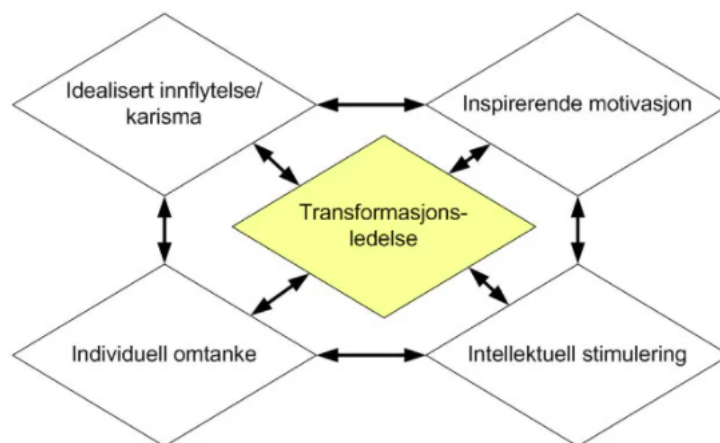 Idealisert innflytelse/
karisma
Inspirerende motivasjon
Transformasjons-
ledelse
Individuell omtanke
Intellektuell stimulering